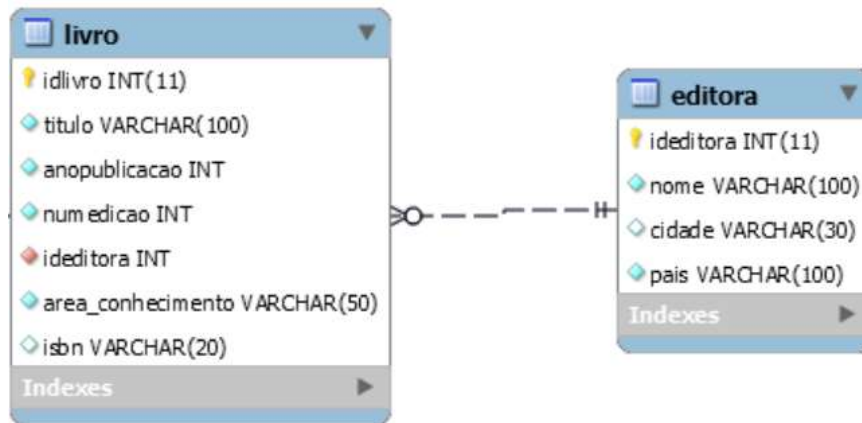 livro
idlivro INT(11)
titulo VARCHAR(100)
anopublicacao INT
numedicao INT
ideditora INT
area_conhecimento VARCHAR(50)
isbn VARCHAR(20)
Indexes
editora
ideditora INT(11)
nome VARCHAR(100)
cidade VARCHAR(30)
pais VARCHAR(100)
Indexes